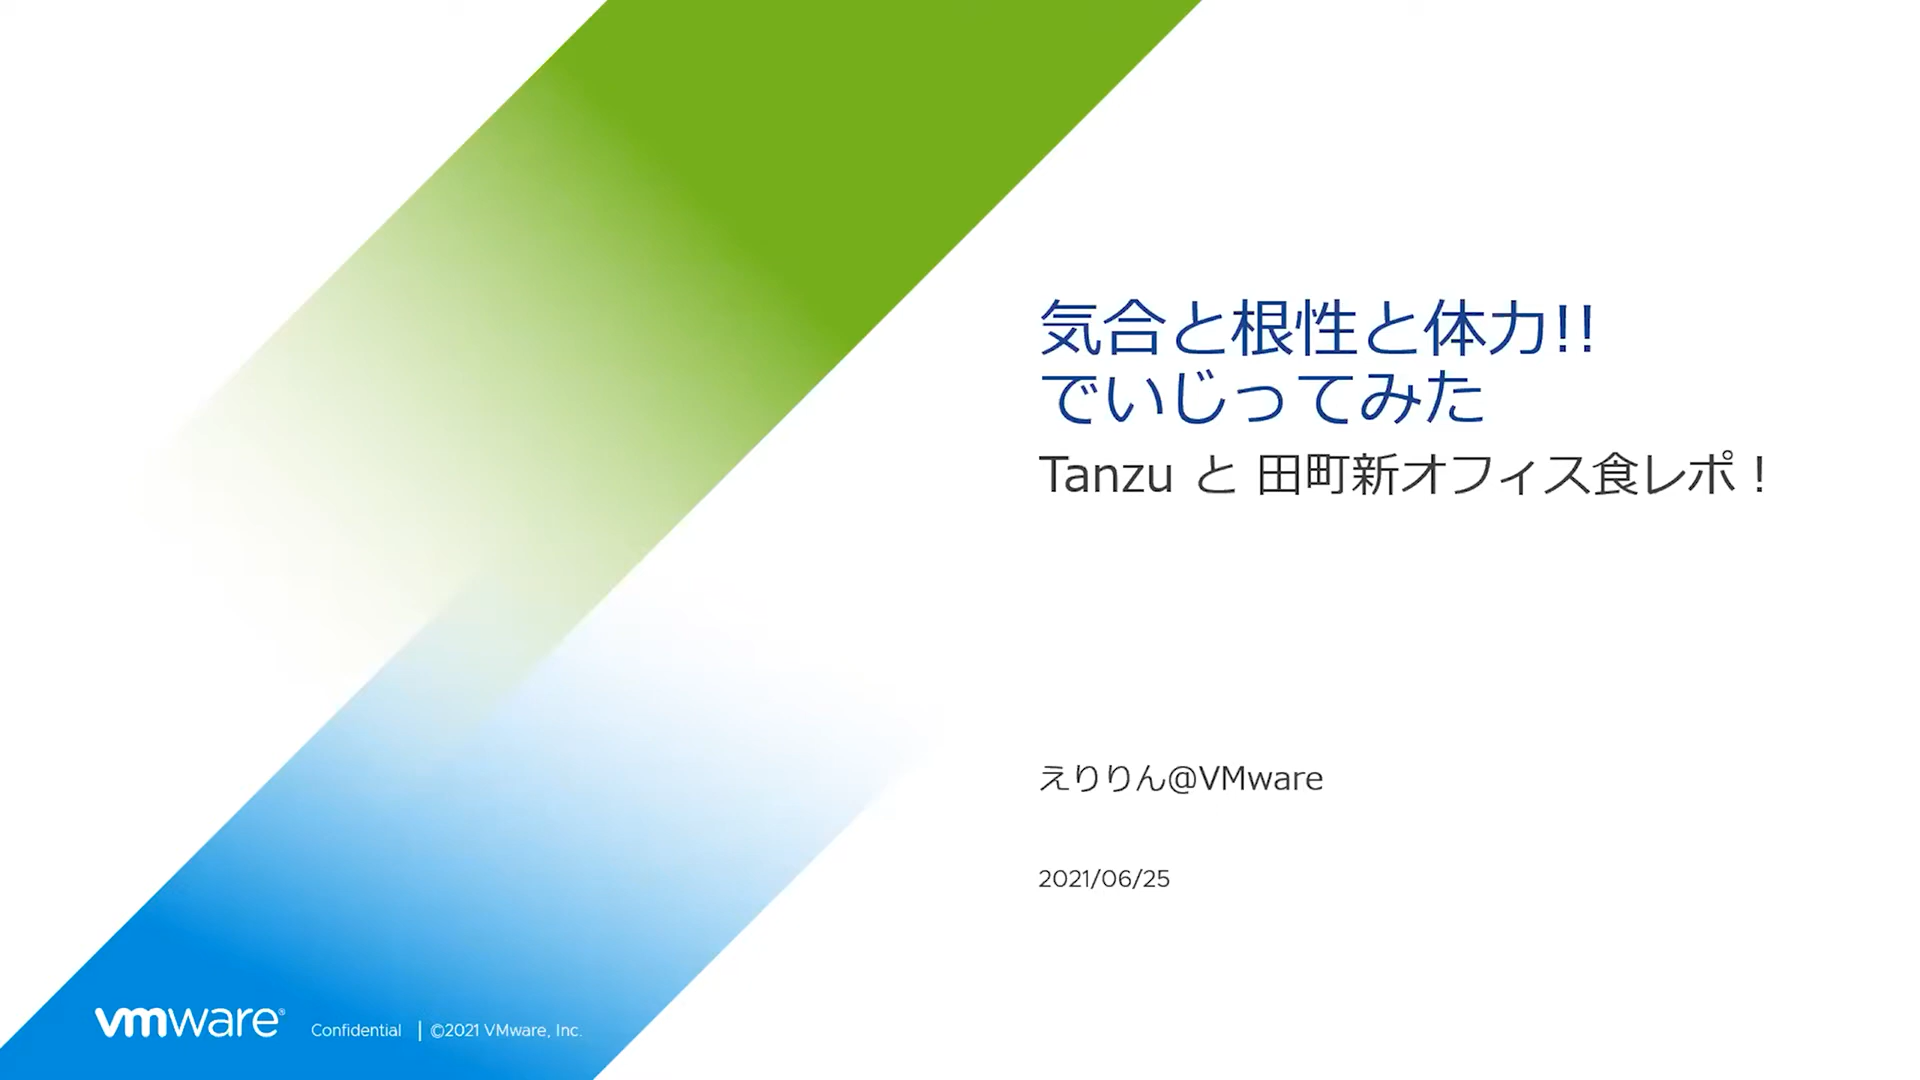 気合と根性と体力!!
でいじってみた
Tanzu と 田町新オフィス食レポ！
えりりん@VMware
2021/06/25
vmware® Confidential | ©2021 VMware, Inc.